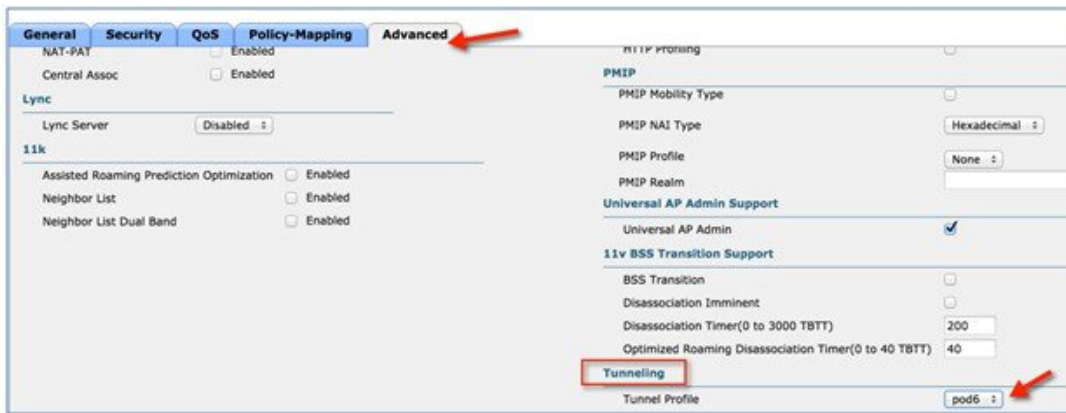 General Security QoS Policy-Mapping Advanced
NAT-PAT Enabled
Central Assoc Enabled
Lync
Lync Server Disabled
11k
Assisted Roaming Prediction Optimization Enabled
Neighbor List Enabled
Neighbor List Dual Band Enabled
HTTP Profiling
PMIP
PMIP Mobility Type
PMIP NAI Type Hexadecimal
PMIP Profile None
PMIP Realm
Universal AP Admin Support
Universal AP Admin
11v BSS Transition Support
BSS Transition
Disassociation Imminent
Disassociation Timer(0 to 3000 TBTT) 200
Optimized Roaming Disassociation Timer(0 to 40 TBTT) 40
Tunneling
Tunnel Profile pod6